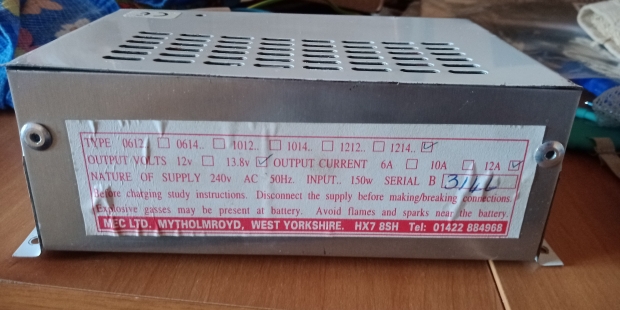 TYPE 0612.. ☐ 0614.. ☐ 1012.. ☐ 1014.. ☐ 1212.. ☐ 1214.. ☑
OUTPUT VOLTS 12v ☐ 13.8v ☑ OUTPUT CURRENT 6A ☐ 10A ☐ 12A ☑
NATURE OF SUPPLY 240v AC 50Hz. INPUT.. 150w SERIAL B
Before charging study instructions. Disconnect the supply before making/breaking connections.
Explosive gasses may be present at battery. Avoid flames and sparks near the battery.
MEC LTD. MYTHOLMROYD, WEST YORKSHIRE. HX7 8SH Tel: 01422 884968